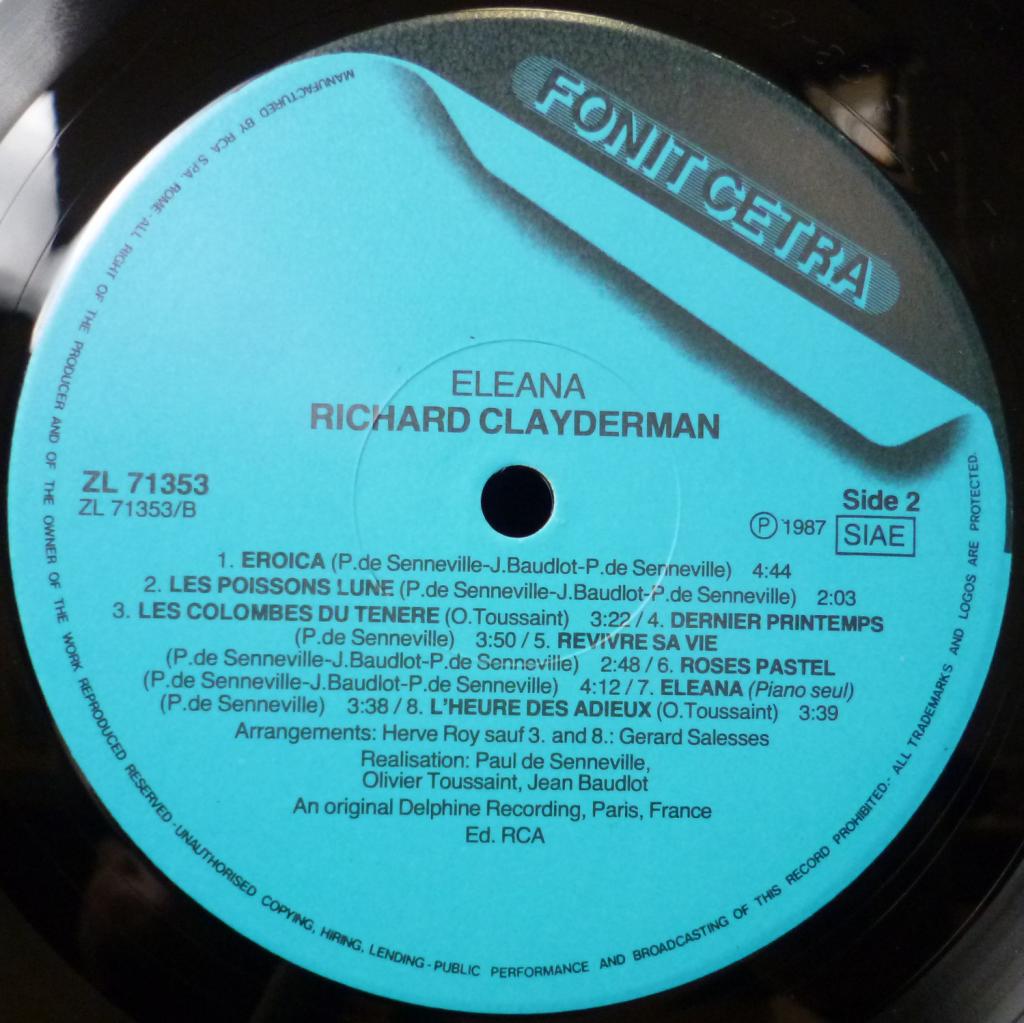 FONIT CETRA
ELEANA
RICHARD CLAYDERMAN
ZL 71353
ZL 71353/B
Side 2
Ⓟ 1987 SIAE
1. EROICA (P.de Senneville-J.Baudlot-P.de Senneville) 4:44
2. LES POISSONS LUNE (P.de Senneville-J.Baudlot-P.de Senneville) 2:03
3. LES COLOMBES DU TENERE (O.Toussaint) 3:22 / 4. DERNIER PRINTEMPS
(P.de Senneville) 3:50 / 5. REVIVRE SA VIE
(P.de Senneville-J.Baudlot-P.de Senneville) 2:48 / 6. ROSES PASTEL
(P.de Senneville-J.Baudlot-P.de Senneville) 4:12 / 7. ELEANA (Piano seul)
(P.de Senneville) 3:38 / 8. L'HEURE DES ADIEUX (O.Toussaint) 3:39
Arrangements: Herve Roy sauf 3. and 8.: Gerard Salesses
Realisation: Paul de Senneville,
Olivier Toussaint, Jean Baudlot
An original Delphine Recording, Paris, France
Ed. RCA
MANUFACTURED BY RCA S.P.A. ROME - ALL RIGHT OF THE PRODUCER AND OF THE OWNER OF THE WORK REPRODUCED RESERVED - UNAUTHORISED COPYING, HIRING, LENDING - PUBLIC PERFORMANCE AND BROADCASTING OF THIS RECORD PROHIBITED.- ALL TRADEMARKS AND LOGOS ARE PROTECTED.